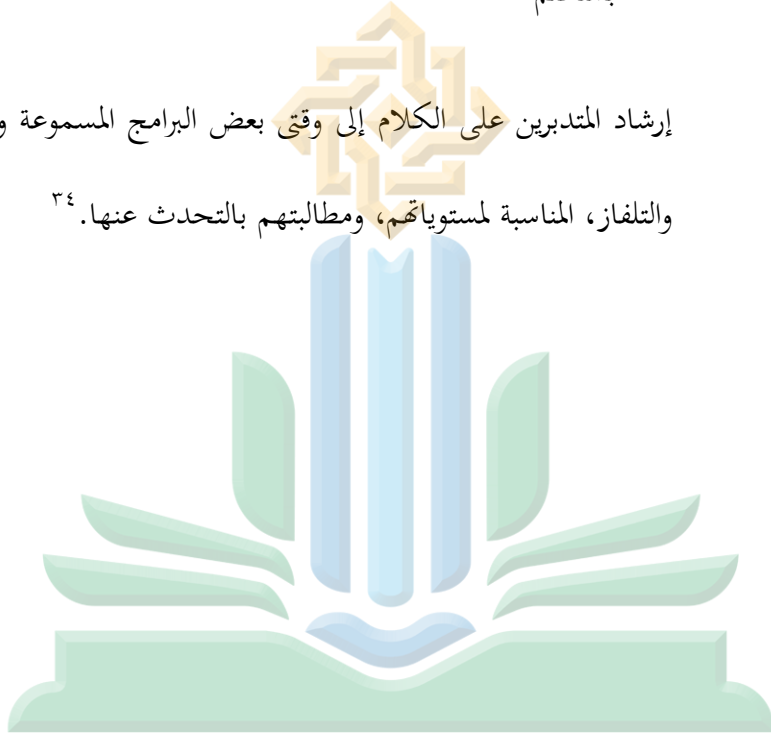 إرشاد المتدبرين على الكلام إلى وقتى بعض البرامج المسموعة
والتلفاز، المناسبة لمستوياتهم، ومطالبتهم بالتحدث عنها.٣٤